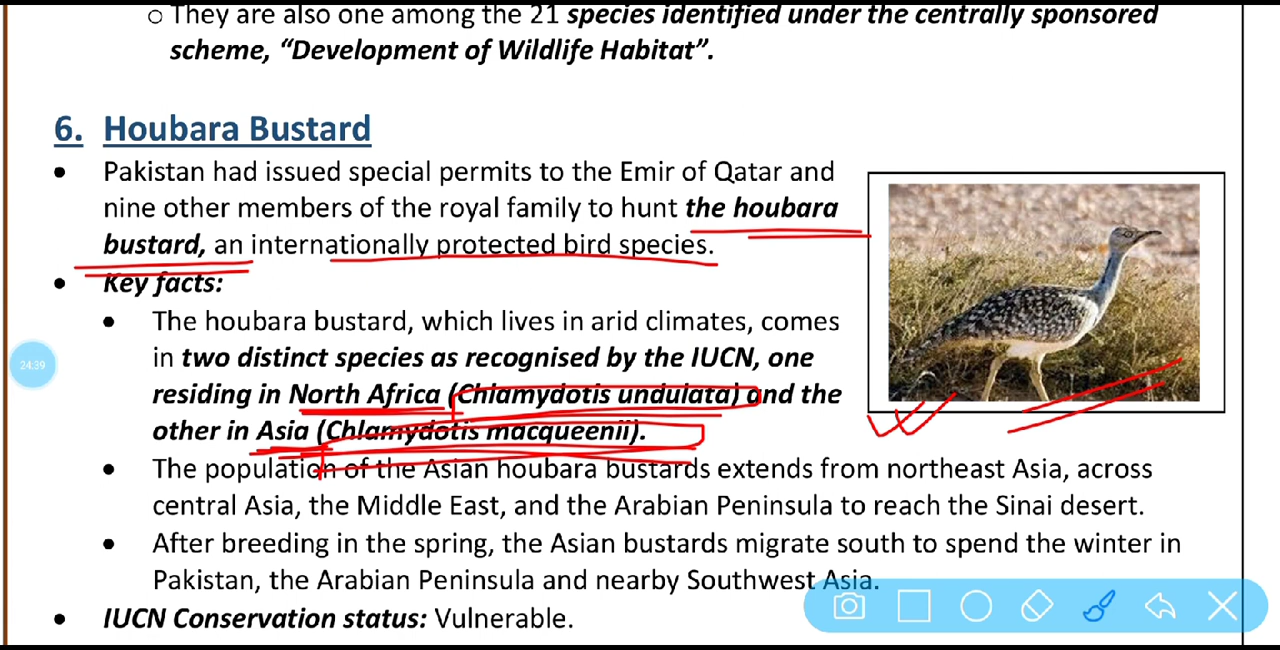 ○ They are also one among the 21 species identified under the centrally sponsored
scheme, “Development of Wildlife Habitat”.
6. Houbara Bustard
• Pakistan had issued special permits to the Emir of Qatar and
nine other members of the royal family to hunt the houbara
bustard, an internationally protected bird species.
• Key facts:
• The houbara bustard, which lives in arid climates, comes
in two distinct species as recognised by the IUCN, one
residing in North Africa (Chlamydotis undulata) and the
other in Asia (Chlamydotis macqueenii).
• The population of the Asian houbara bustards extends from northeast Asia, across
central Asia, the Middle East, and the Arabian Peninsula to reach the Sinai desert.
• After breeding in the spring, the Asian bustards migrate south to spend the winter in
Pakistan, the Arabian Peninsula and nearby Southwest Asia.
• IUCN Conservation status: Vulnerable.
24:39